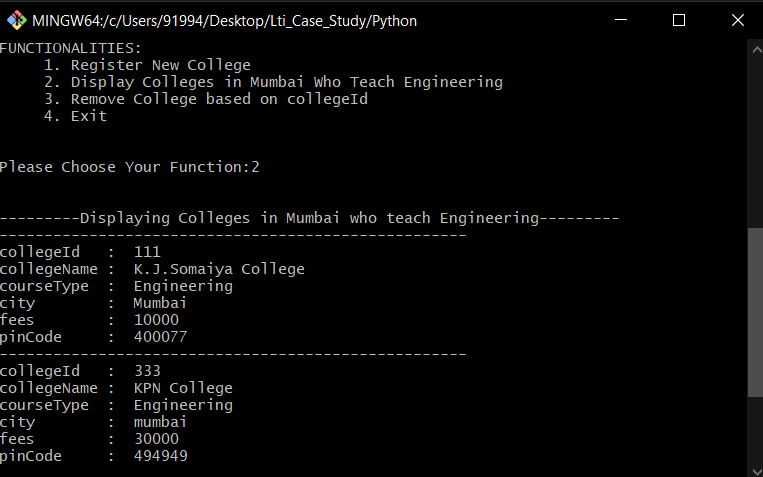 MINGW64:/c/Users/91994/Desktop/Lti_Case_Study/Python
FUNCTIONALITIES:
     1. Register New College
     2. Display Colleges in Mumbai Who Teach Engineering
     3. Remove College based on collegeId
     4. Exit
Please Choose Your Function:2
---------Displaying Colleges in Mumbai who teach Engineering---------
----------------------------------------------------
collegeId   :  111
collegeName :  K.J.Somaiya College
courseType  :  Engineering
city        :  Mumbai
fees        :  10000
pinCode     :  400077
----------------------------------------------------
collegeId   :  333
collegeName :  KPN College
courseType  :  Engineering
city        :  mumbai
fees        :  30000
pinCode     :  494949